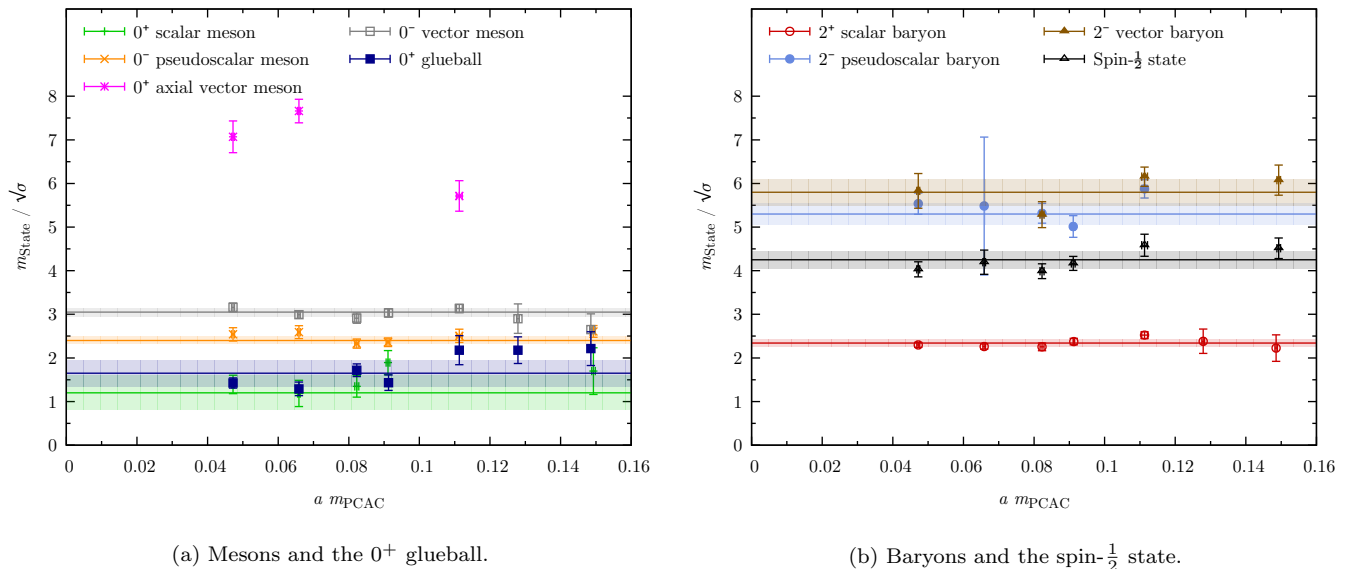 0⁺ scalar meson
0⁻ pseudoscalar meson
0⁺ axial vector meson
0⁻ vector meson
0⁺ glueball
8
7
6
5
4
3
2
1
0
m_State / √σ
0 0.02 0.04 0.06 0.08 0.1 0.12 0.14 0.16
a m_PCAC
(a) Mesons and the 0⁺ glueball.
2⁺ scalar baryon
2⁻ pseudoscalar baryon
2⁻ vector baryon
Spin-½ state
8
7
6
5
4
3
2
1
0
m_State / √σ
0 0.02 0.04 0.06 0.08 0.1 0.12 0.14 0.16
a m_PCAC
(b) Baryons and the spin-½ state.